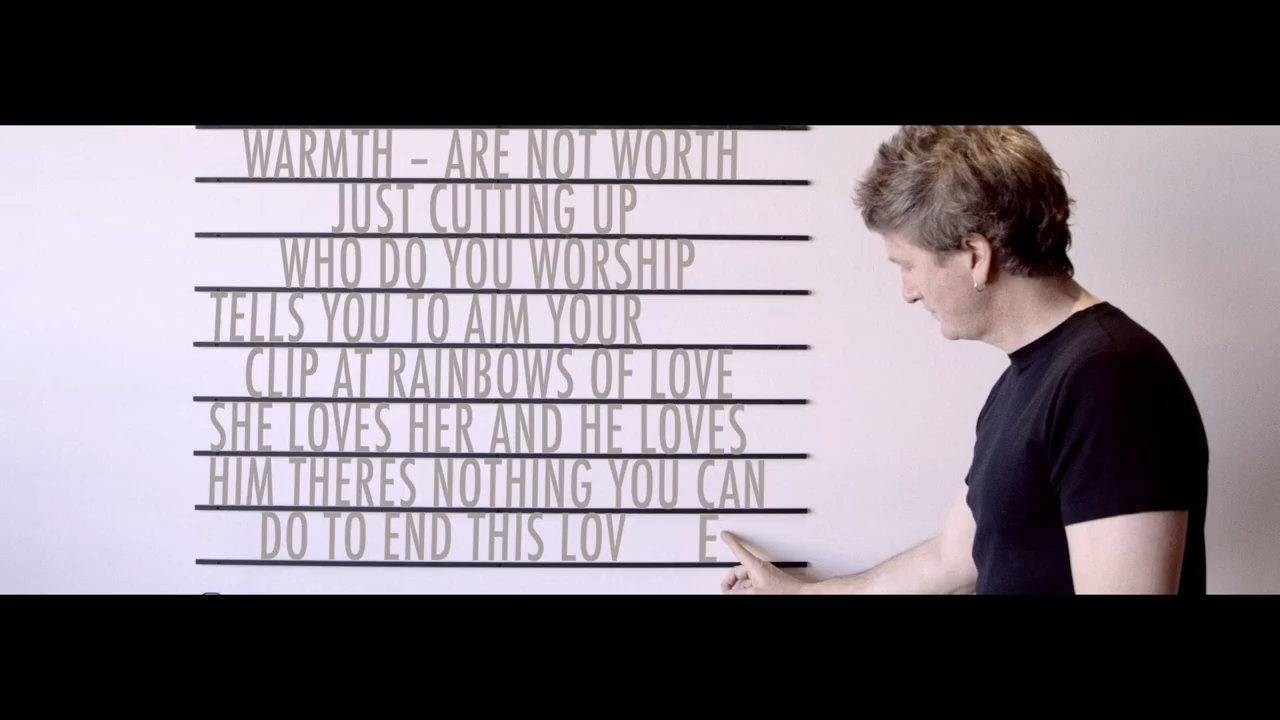 WARMTH – ARE NOT WORTH
JUST CUTTING UP
WHO DO YOU WORSHIP
TELLS YOU TO AIM YOUR
CLIP AT RAINBOWS OF LOVE
SHE LOVES HER AND HE LOVES
HIM THERES NOTHING YOU CAN
DO TO END THIS LOV E